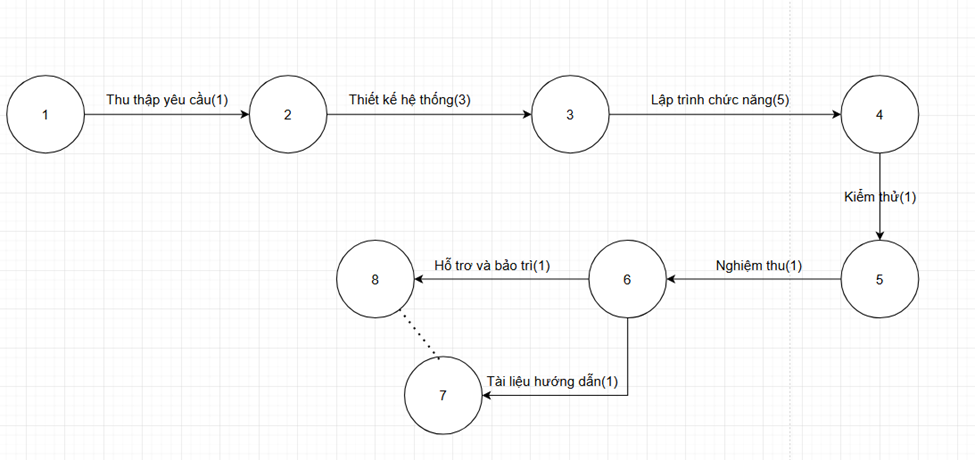 1
Thu thập yêu cầu(1)
2
Thiết kế hệ thống(3)
3
Lập trình chức năng(5)
4
Kiểm thử(1)
8
Hỗ trơ và bảo trì(1)
6
Nghiệm thu(1)
5
7
Tài liệu hướng dẫn(1)